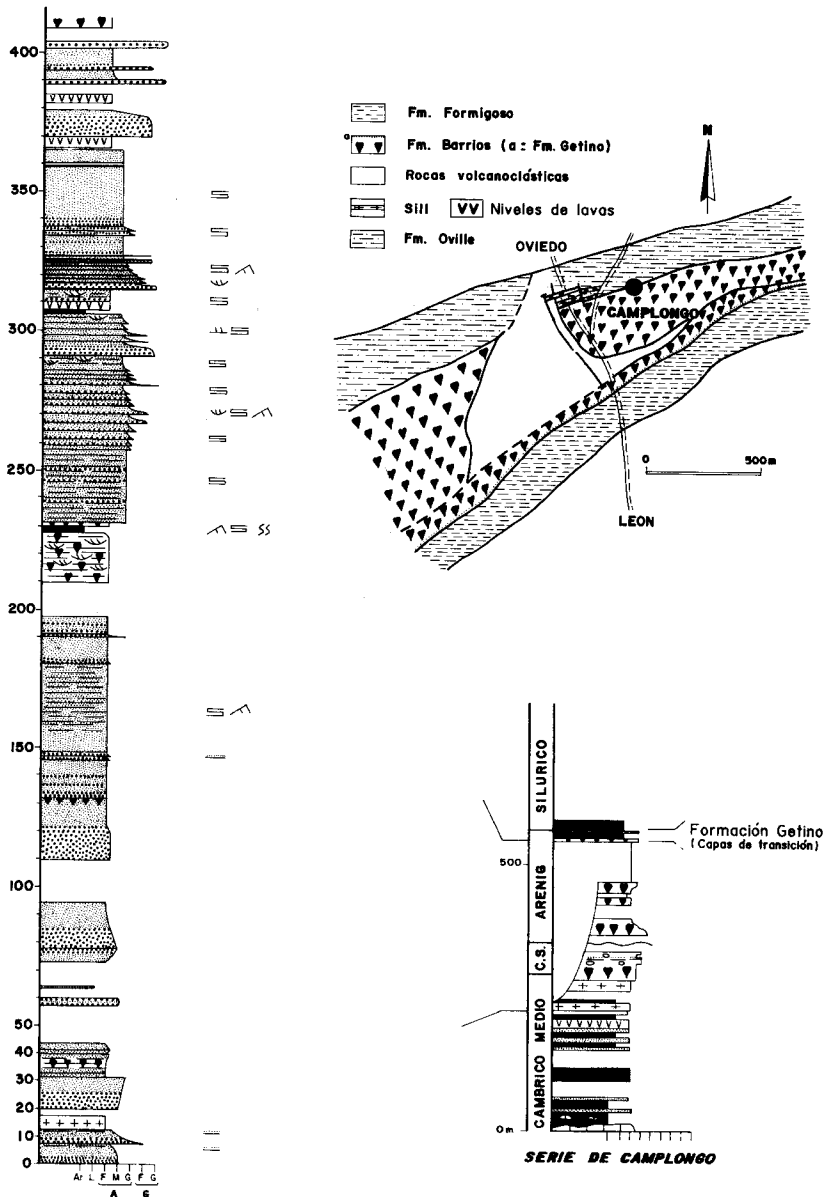 400
350
300
250
200
150
100
50
40
30
20
10
0
Ar L F M G F G
A G
Fm. Formigoso
a
Fm. Barrios (a = Fm. Getino)
Rocas volcanoclásticas
Sill
Niveles de lavas
Fm. Oville
N
OVIEDO
CAMPLONGO
0
500m
LEON
SILURICO
ARENIG
C.S.
MEDIO
CAMBRICO
500
0m
Formación Getino
(Capas de transición)
SERIE DE CAMPLONGO